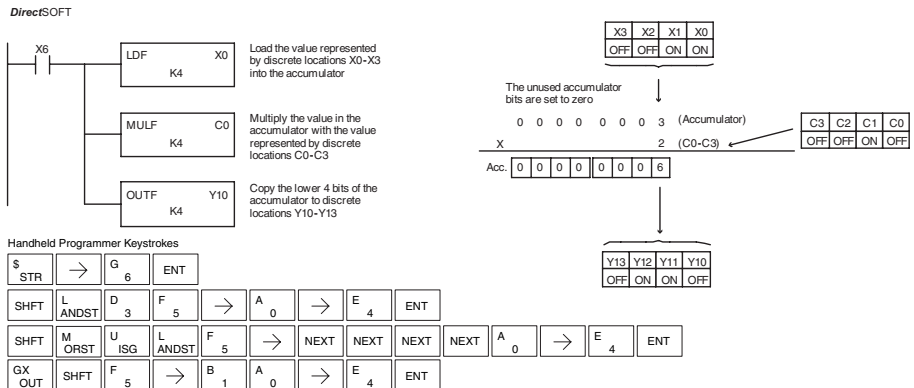 DirectSOFT
X6
LDF X0
K4
Load the value represented
by discrete locations X0-X3
into the accumulator
MULF C0
K4
Multiply the value in the
accumulator with the value
represented by discrete
locations C0-C3
OUTF Y10
K4
Copy the lower 4 bits of the
accumulator to discrete
locations Y10-Y13
X3 X2 X1 X0
OFF OFF ON ON
The unused accumulator
bits are set to zero
0 0 0 0 0 0 0 3 (Accumulator)
X 2 (C0-C3)
C3 C2 C1 C0
OFF OFF ON OFF
Acc. 0 0 0 0 0 0 0 6
Y13 Y12 Y11 Y10
OFF ON ON OFF
Handheld Programmer Keystrokes
$ STR → G 6 ENT
SHFT L ANDST D 3 F 5 → A 0 → E 4 ENT
SHFT M ORST U ISG L ANDST F 5 → NEXT NEXT NEXT NEXT A 0 → E 4 ENT
GX OUT SHFT F 5 → B 1 A 0 → E 4 ENT